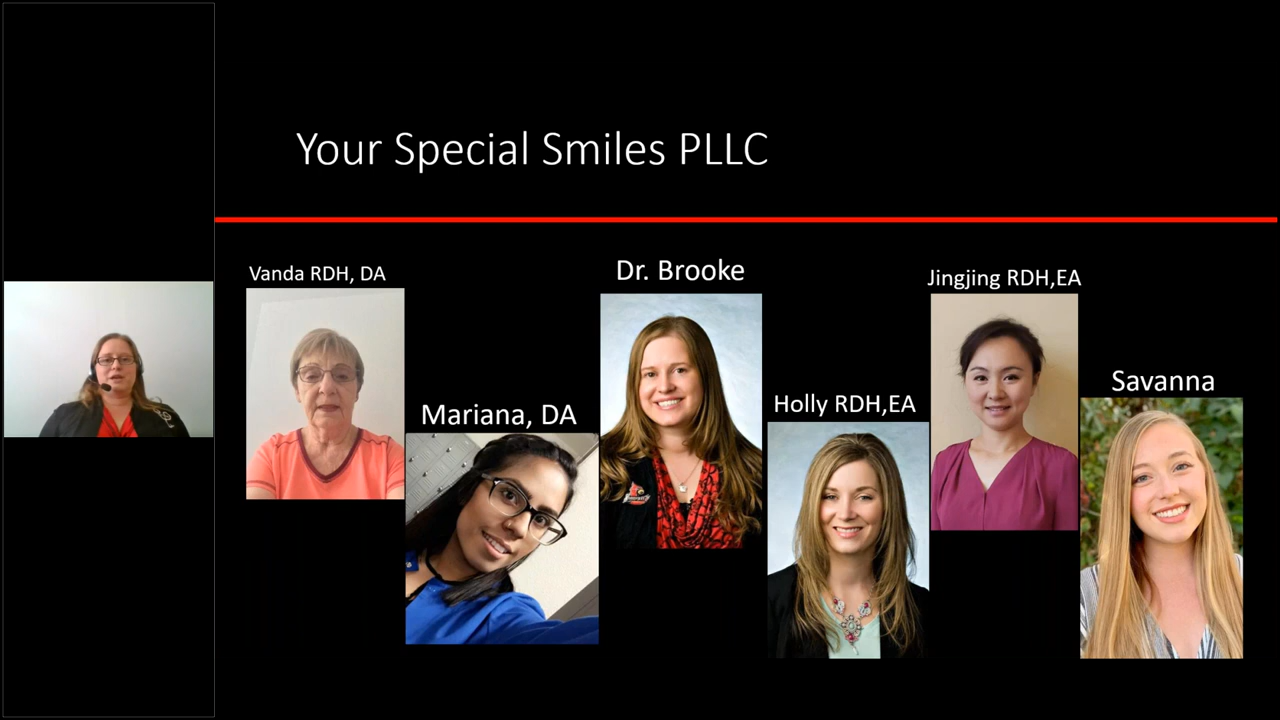 Your Special Smiles PLLC
Vanda RDH, DA
Mariana, DA
Dr. Brooke
Holly RDH,EA
Jingjing RDH,EA
Savanna